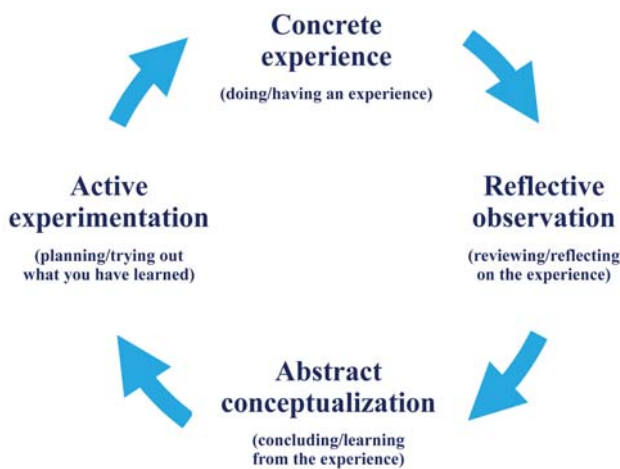 Concrete
experience
(doing/having an experience)
Active
experimentation
(planning/trying out
what you have learned)
Reflective
observation
(reviewing/reflecting
on the experience)
Abstract
conceptualization
(concluding/learning
from the experience)